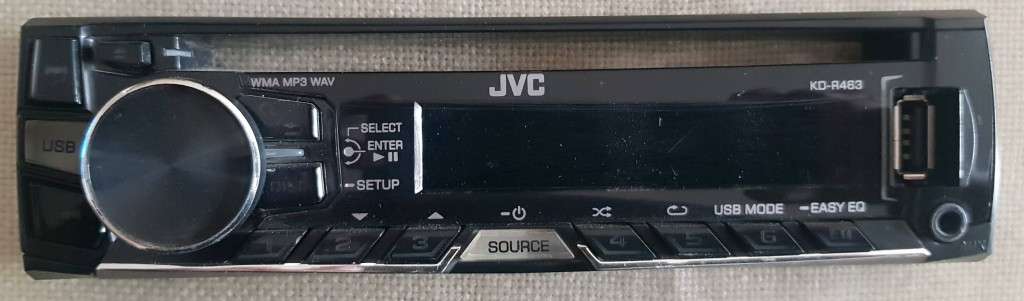 WMA MP3 WAV
JVC
KD-R463
SELECT
USB
ENTER
SETUP
USB MODE
EASY EQ
1
2
3
SOURCE
4
5
6